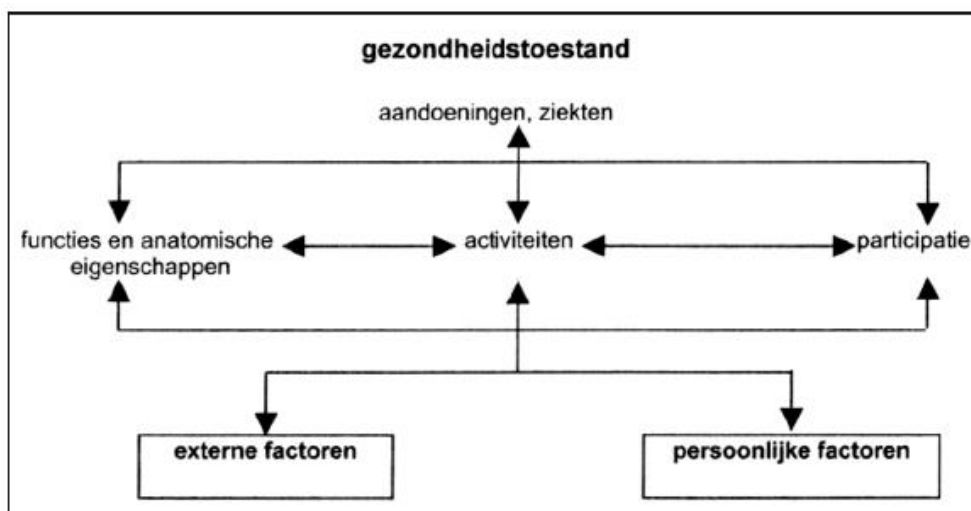 gezondheidstoestand
aandoeningen, ziekten
functies en anatomische
eigenschappen
activiteiten
participatie
externe factoren
persoonlijke factoren